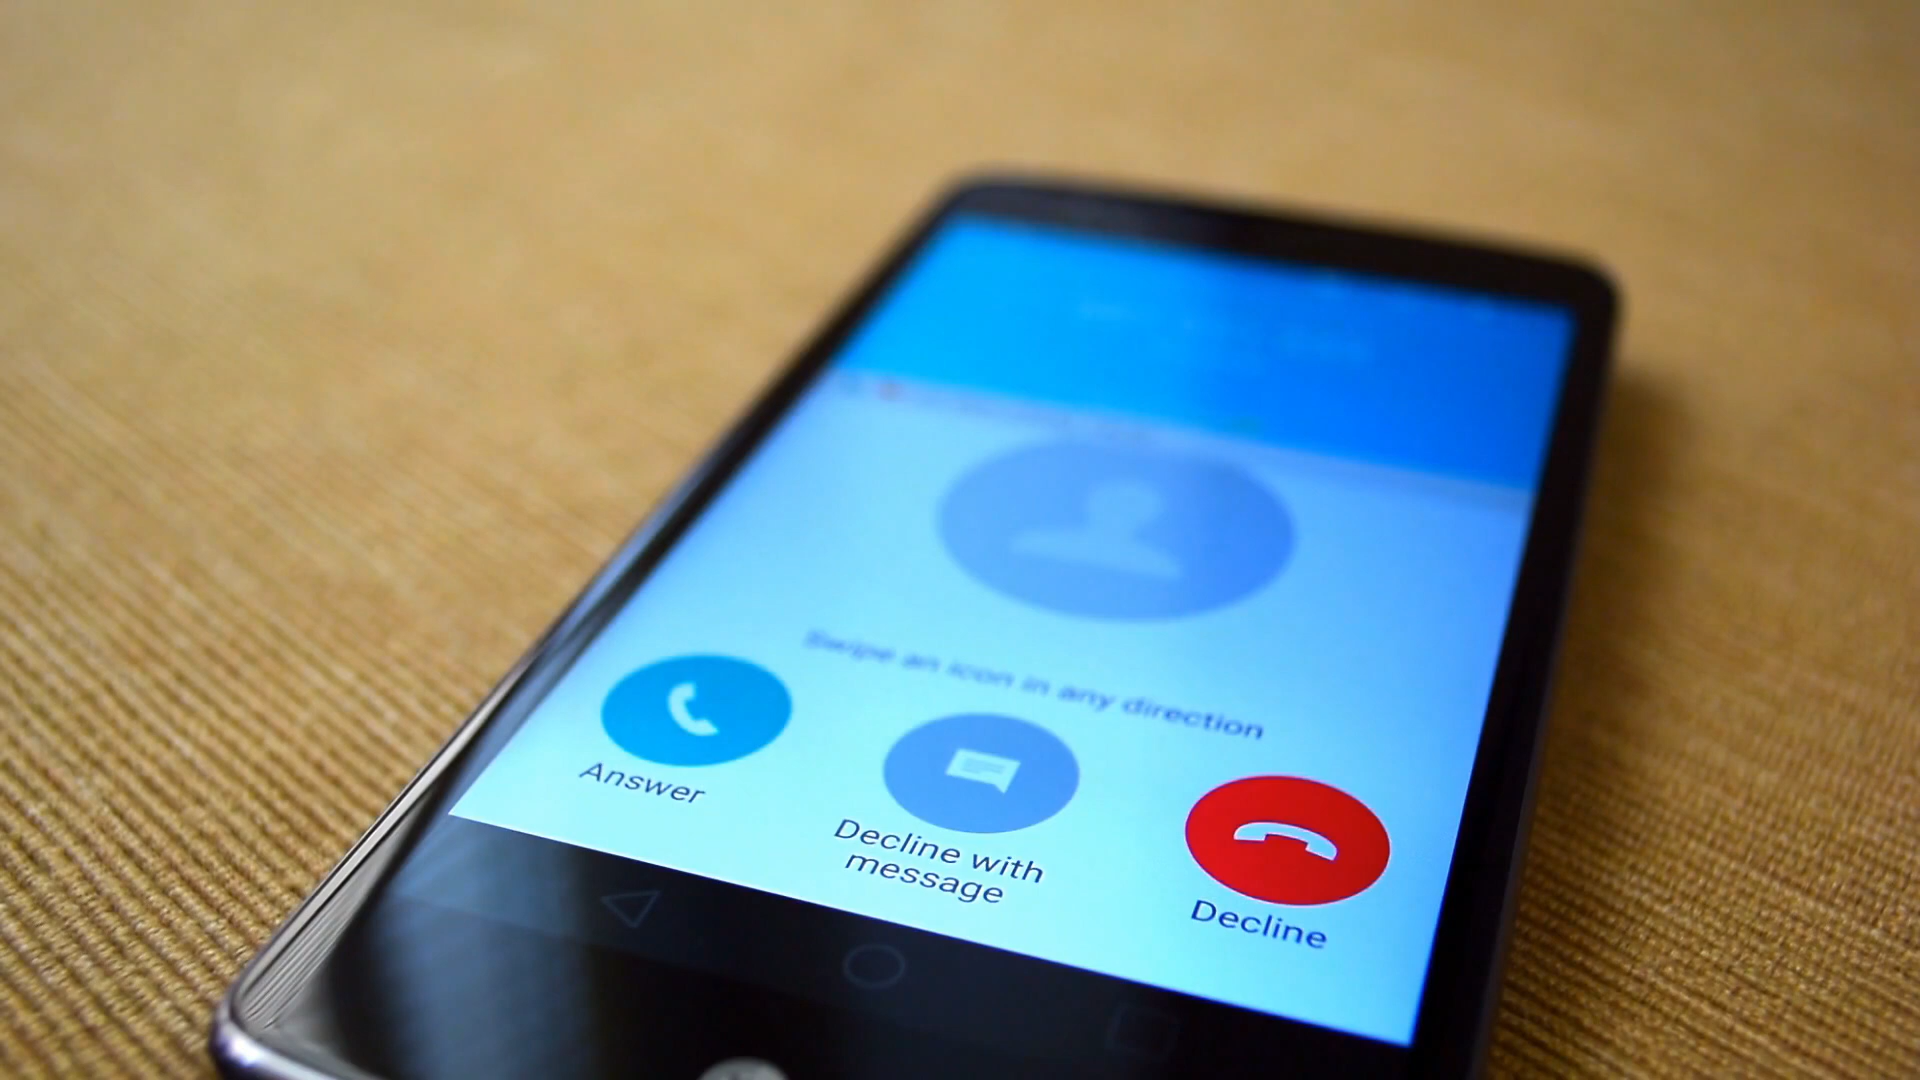 Swipe an icon in any direction
Answer
Decline with
message
Decline